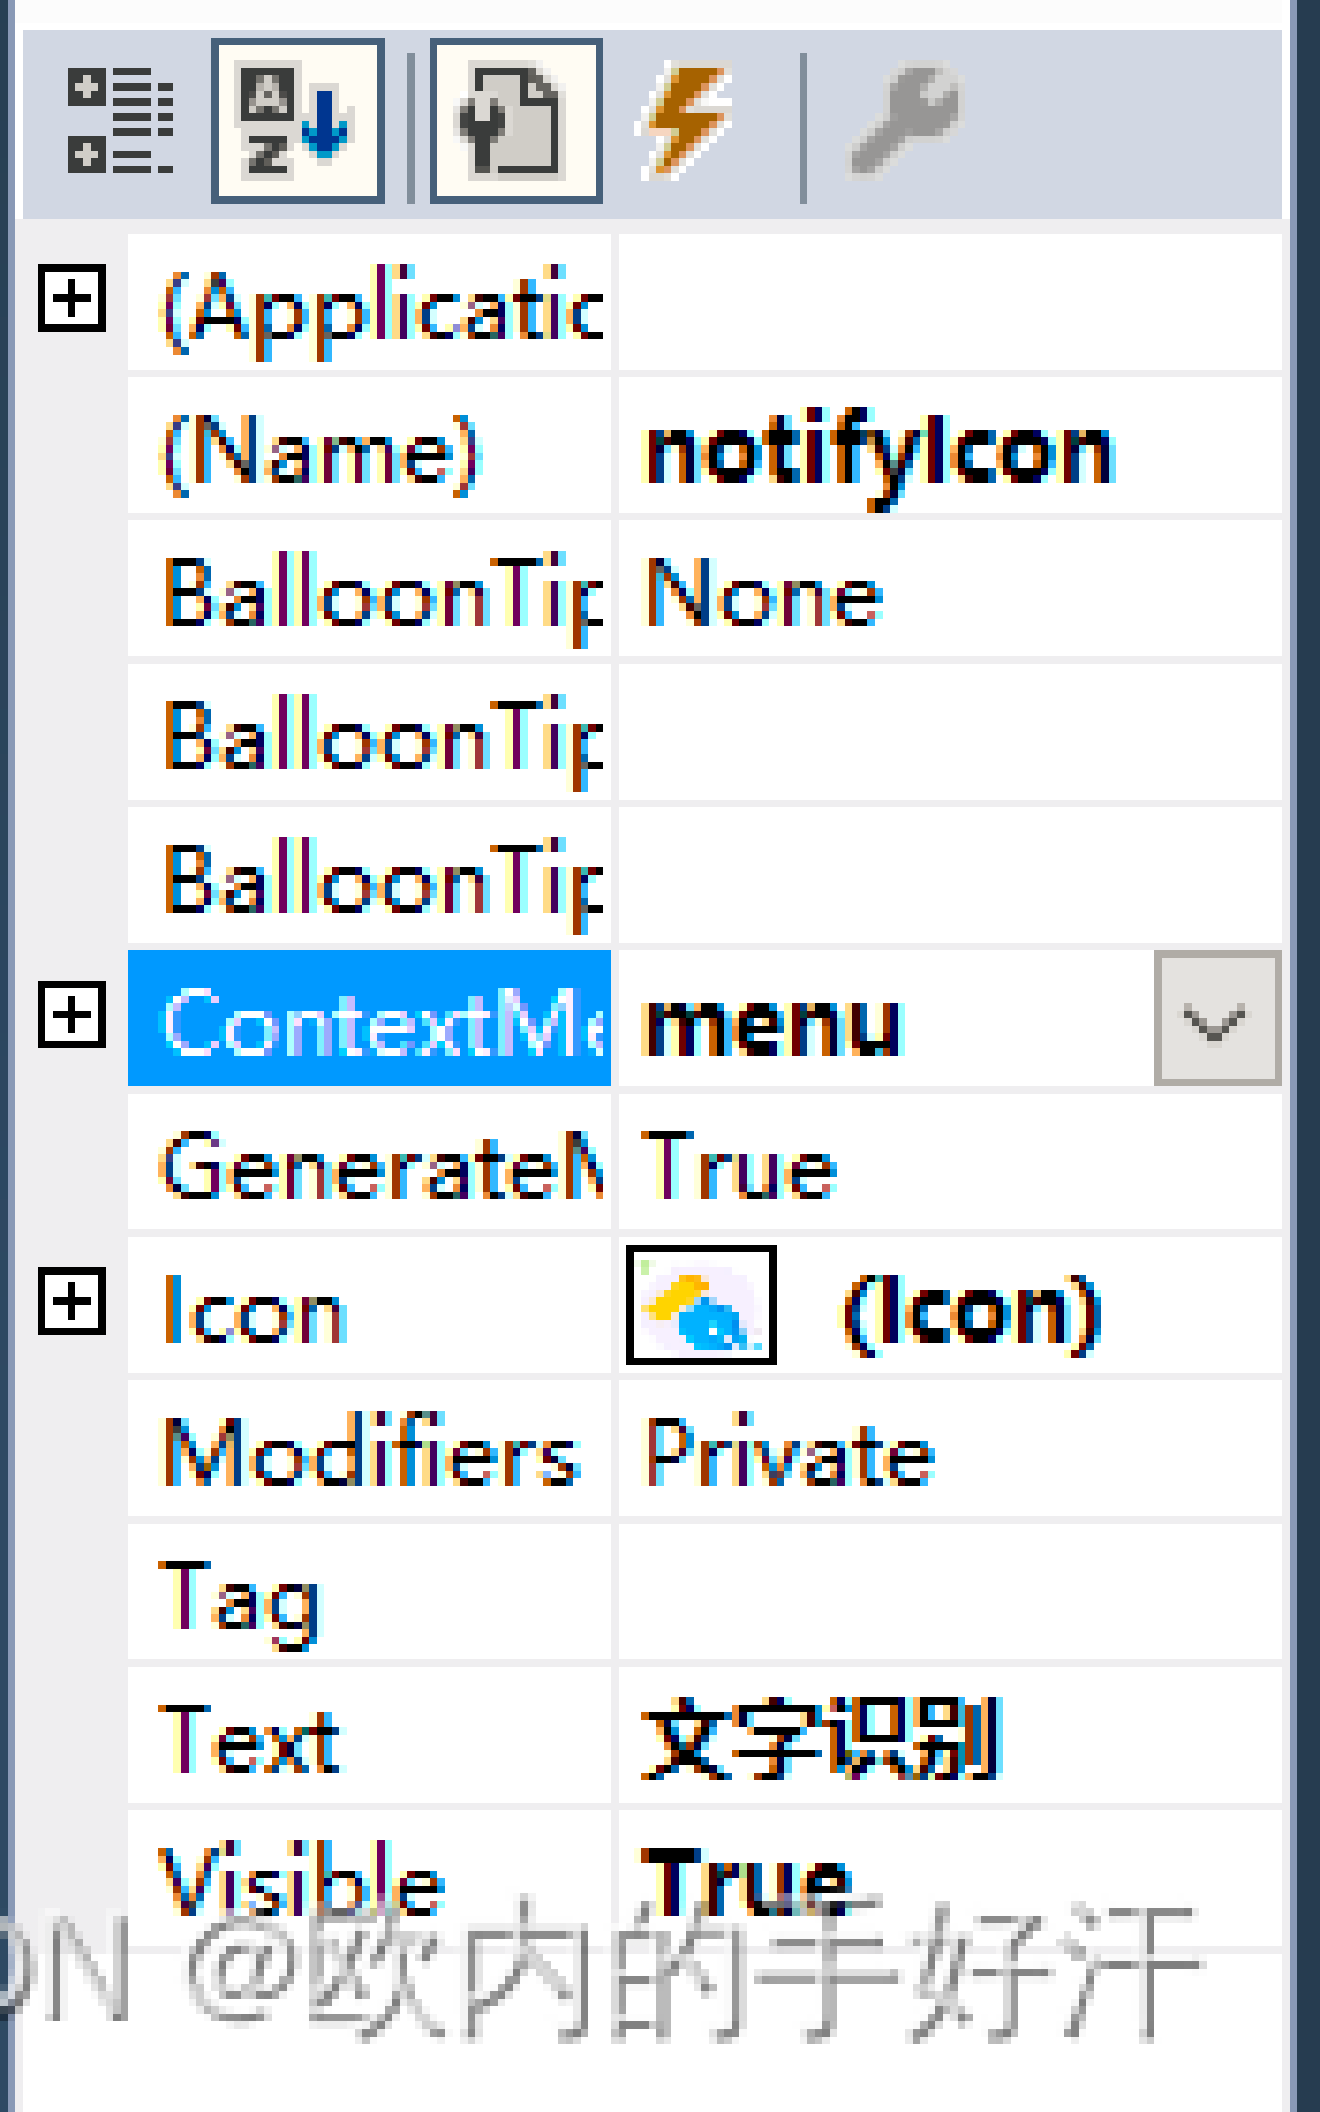 (Applicatic
(Name) notifyIcon
BalloonTip None
BalloonTip
BalloonTip
ContextMe menu
GenerateM True
Icon (Icon)
Modifiers Private
Tag
Text 文字识别
Visible True
DN @欧内的手好汗